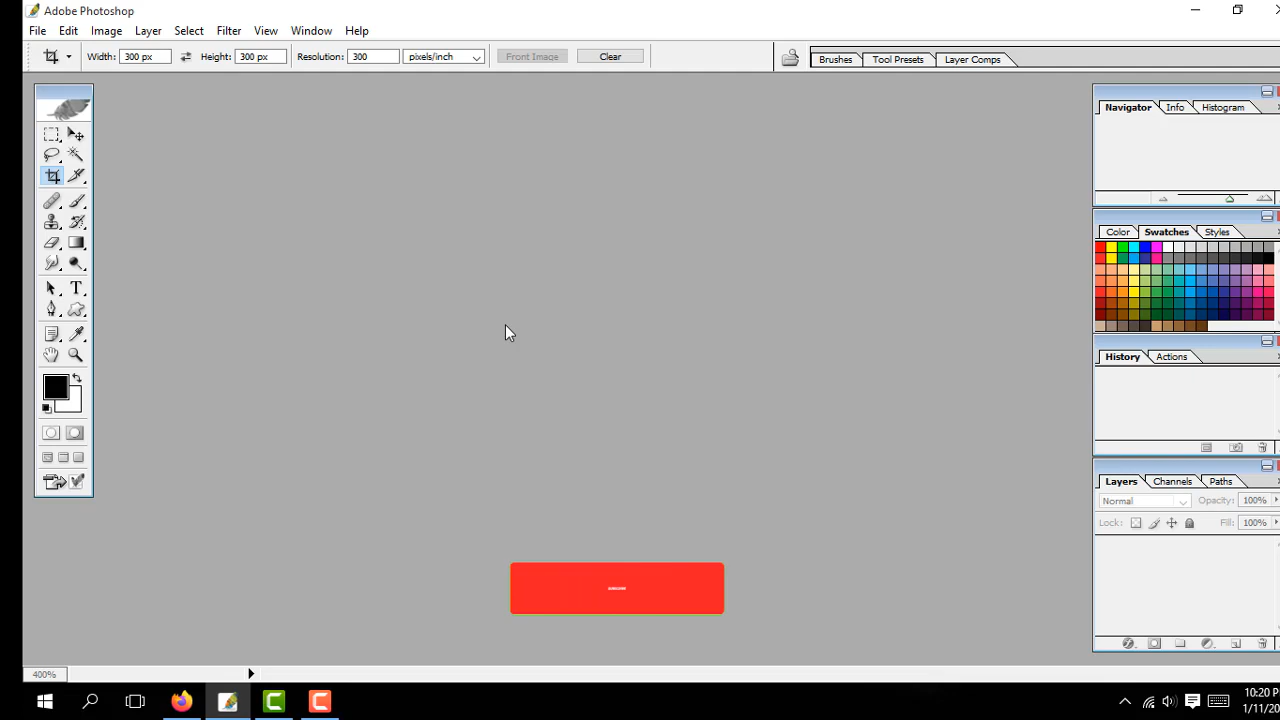 Adobe Photoshop
File Edit Image Layer Select Filter View Window Help
Width: 300 px Height: 300 px Resolution: 300 pixels/inch Front Image Clear
Brushes Tool Presets Layer Comps
Navigator Info Histogram
Color Swatches Styles
T
History Actions
Layers Channels Paths
Normal Opacity: 100%
Lock: Fill: 100%
400%
C C
10:20 P
1/11/20